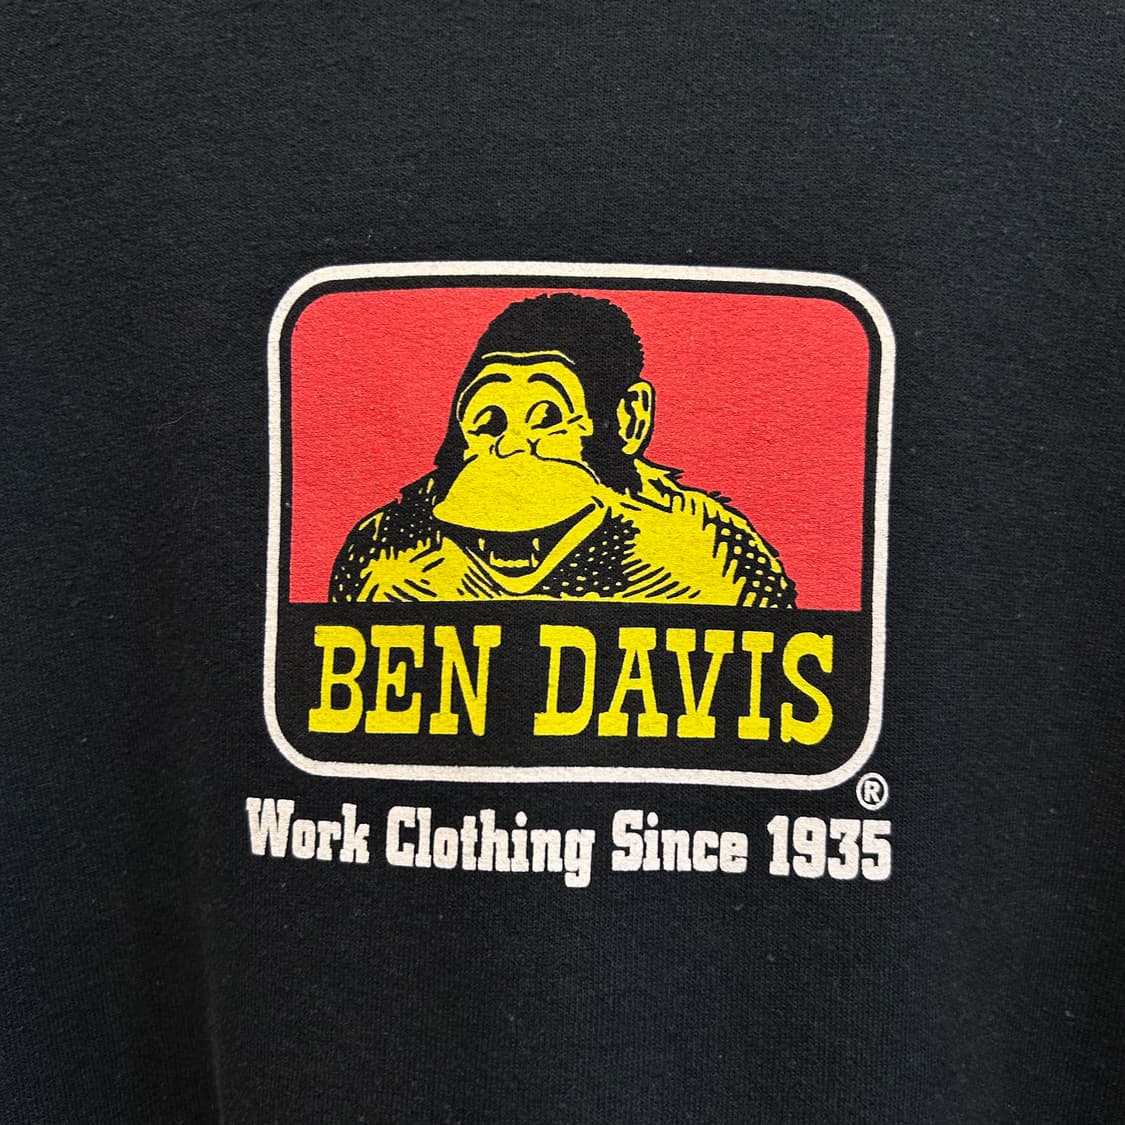 BEN DAVIS
®
Work Clothing Since 1935